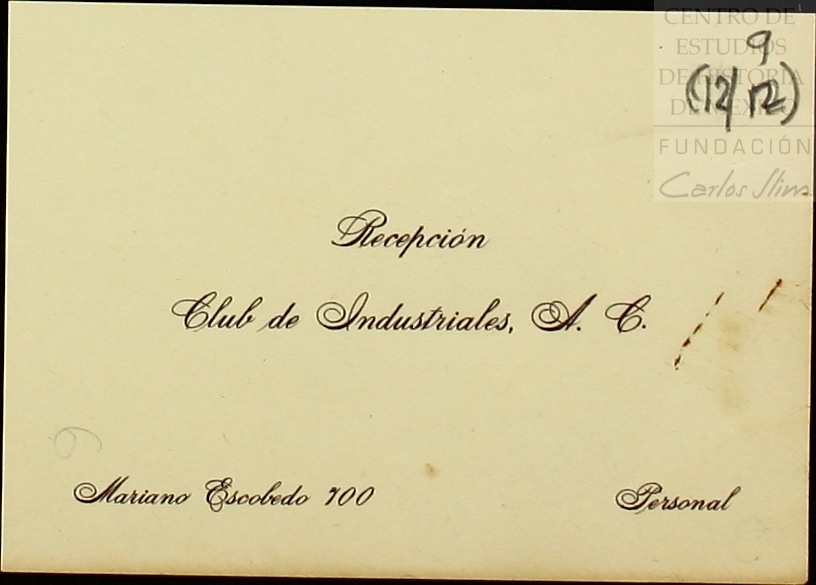 CENTRO DE
ESTUDIOS
DE HISTORIA
DE MÉXICO
FUNDACIÓN
Carlos Slim
9
(12/12)
Recepción
Club de Industriales, A. C.
9
Mariano Escobedo 700
Personal